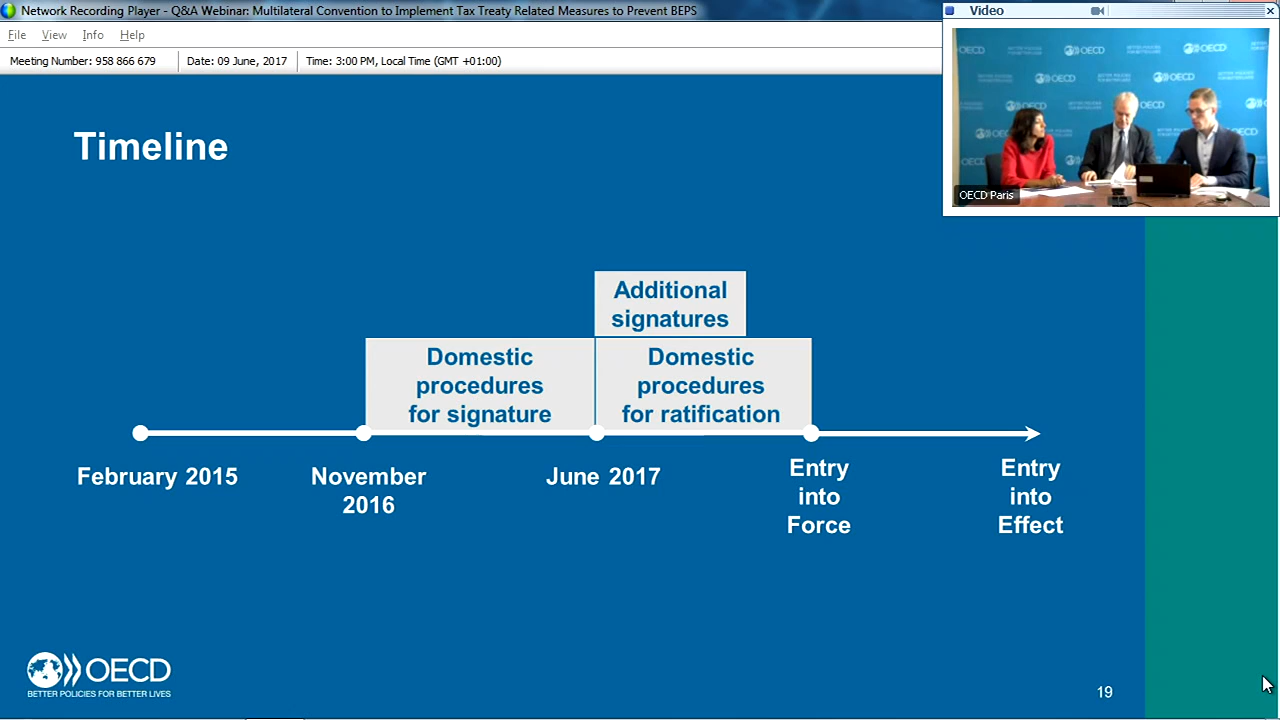 Network Recording Player - Q&A Webinar: Multilateral Convention to Implement Tax Treaty Related Measures to Prevent BEPS
Video
File View Info Help
Meeting Number: 958 866 679 Date: 09 June, 2017 Time: 3:00 PM, Local Time (GMT +01:00)
OECD Paris
Timeline
Additional
signatures
Domestic
procedures
for signature
Domestic
procedures
for ratification
February 2015
November
2016
June 2017
Entry
into
Force
Entry
into
Effect
OECD
BETTER POLICIES FOR BETTER LIVES
19